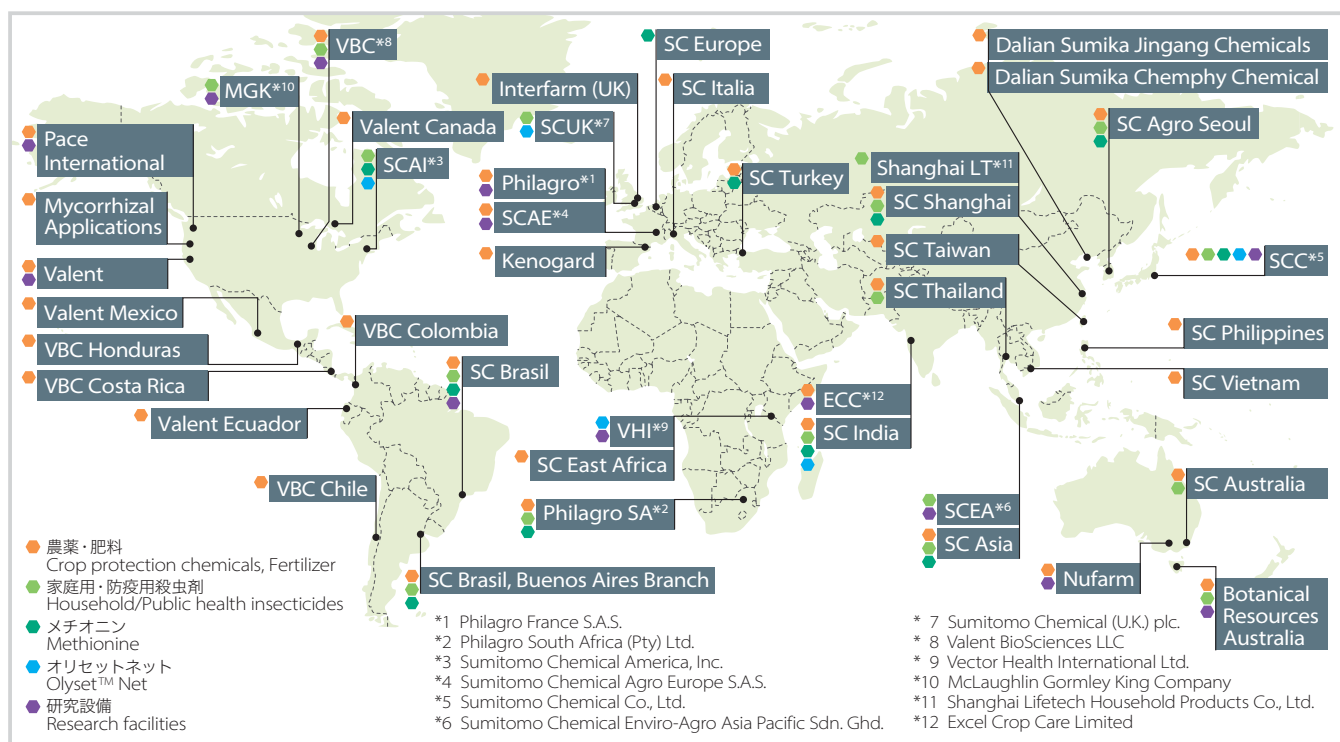 VBC*8
SC Europe
Dalian Sumika Jingang Chemicals
Dalian Sumika Chemphy Chemical
MGK*10
Interfarm (UK)
SC Italia
Pace
International
Valent Canada
SCUK*7
SC Agro Seoul
SCAI*3
Philagro*1
SC Turkey
Shanghai LT*11
Mycorrhizal
Applications
SCAE*4
SC Shanghai
Valent
Kenogard
SC Taiwan
SCC*5
Valent Mexico
SC Thailand
VBC Honduras
VBC Colombia
SC Philippines
VBC Costa Rica
SC Brasil
SC Vietnam
Valent Ecuador
ECC*12
VHI*9
SC India
SC East Africa
VBC Chile
Philagro SA*2
SC Australia
SCEA*6
SC Asia
Nufarm
SC Brasil, Buenos Aires Branch
Botanical
Resources
Australia
農薬・肥料
Crop protection chemicals, Fertilizer
家庭用・防疫用殺虫剤
Household/Public health insecticides
メチオニン
Methionine
オリセットネット
Olyset™ Net
研究設備
Research facilities
*1 Philagro France S.A.S.
*2 Philagro South Africa (Pty) Ltd.
*3 Sumitomo Chemical America, Inc.
*4 Sumitomo Chemical Agro Europe S.A.S.
*5 Sumitomo Chemical Co., Ltd.
*6 Sumitomo Chemical Enviro-Agro Asia Pacific Sdn. Ghd.
* 7 Sumitomo Chemical (U.K.) plc.
* 8 Valent BioSciences LLC
* 9 Vector Health International Ltd.
*10 McLaughlin Gormley King Company
*11 Shanghai Lifetech Household Products Co., Ltd.
*12 Excel Crop Care Limited